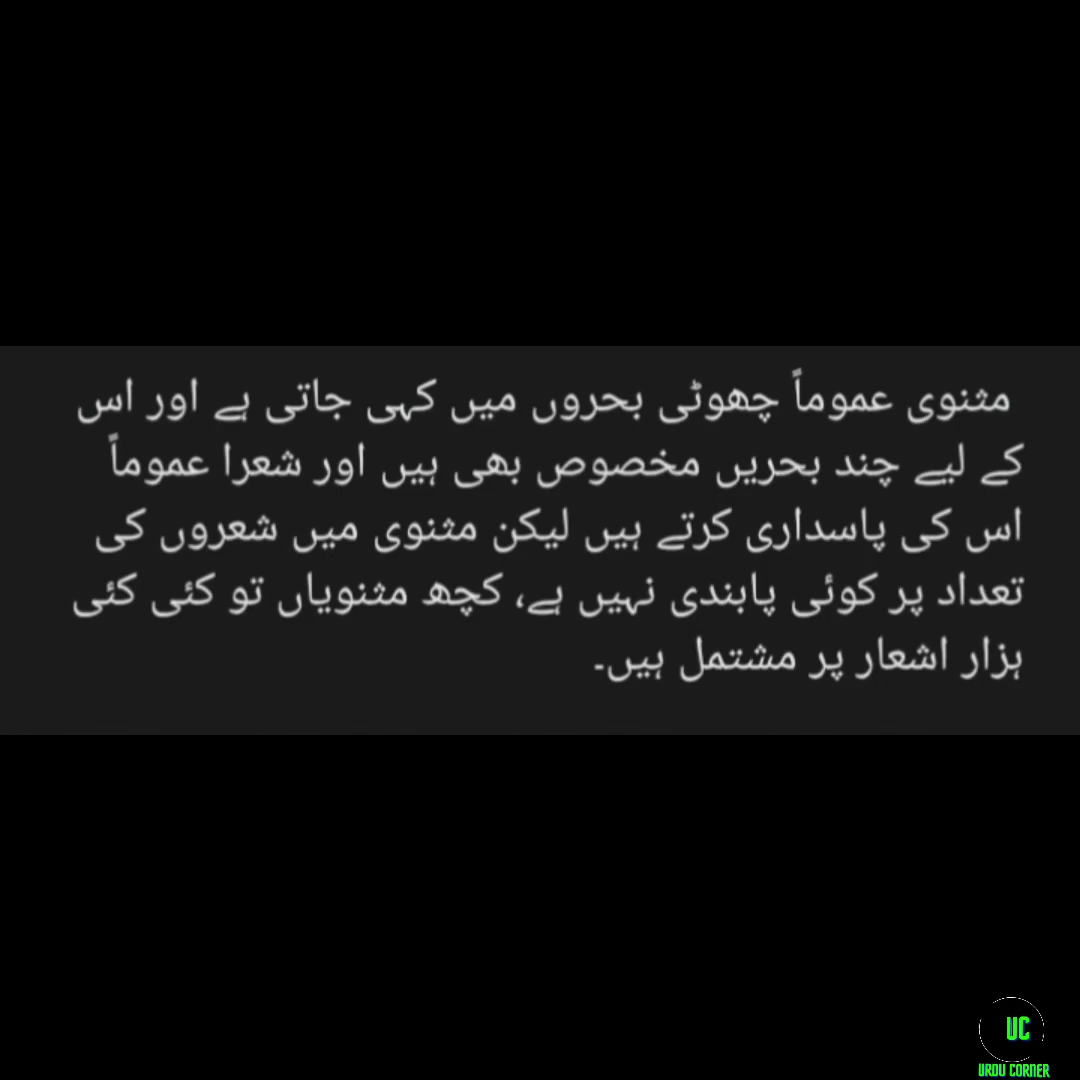 مثنوی عموماً چھوٹی بحروں میں کہی جاتی ہے اور اس
کے لیے چند بحریں مخصوص بھی ہیں اور شعرا عموماً
اس کی پاسداری کرتے ہیں لیکن مثنوی میں شعروں کی
تعداد پر کوئی پابندی نہیں ہے، کچھ مثنویاں تو کئی کئی
ہزار اشعار پر مشتمل ہیں۔
UC
URDU CORNER